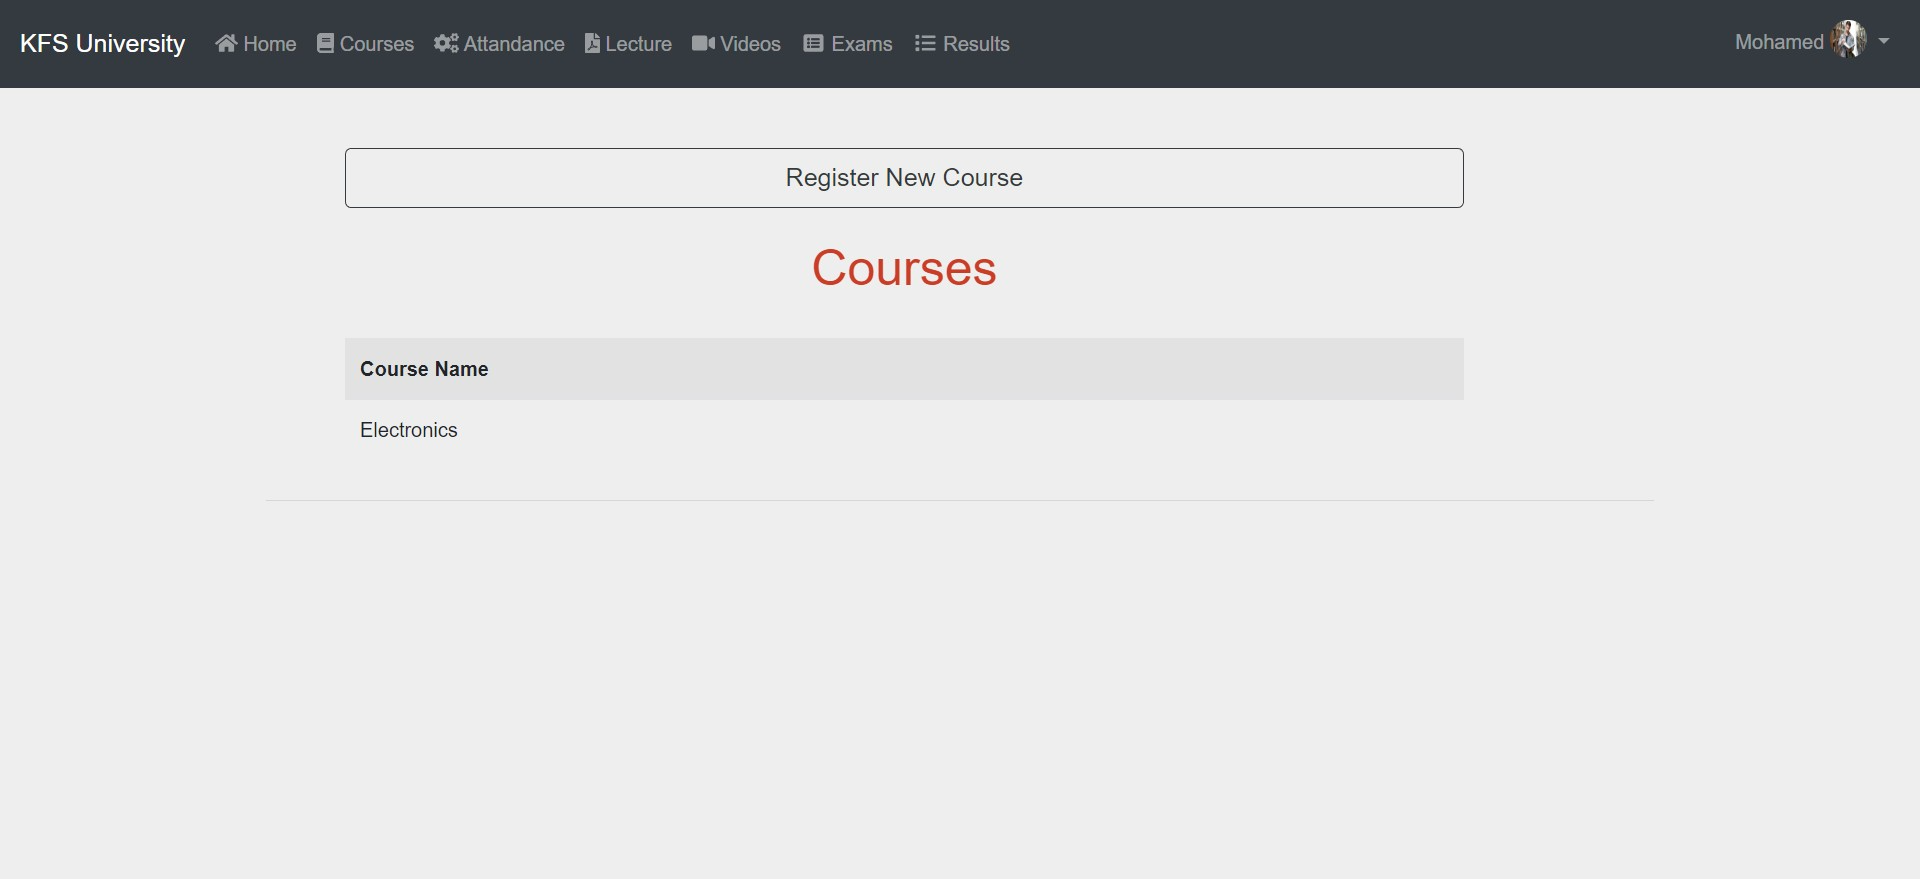 KFS University Home Courses Attandance Lecture Videos Exams Results Mohamed
Register New Course
Courses
Course Name
Electronics